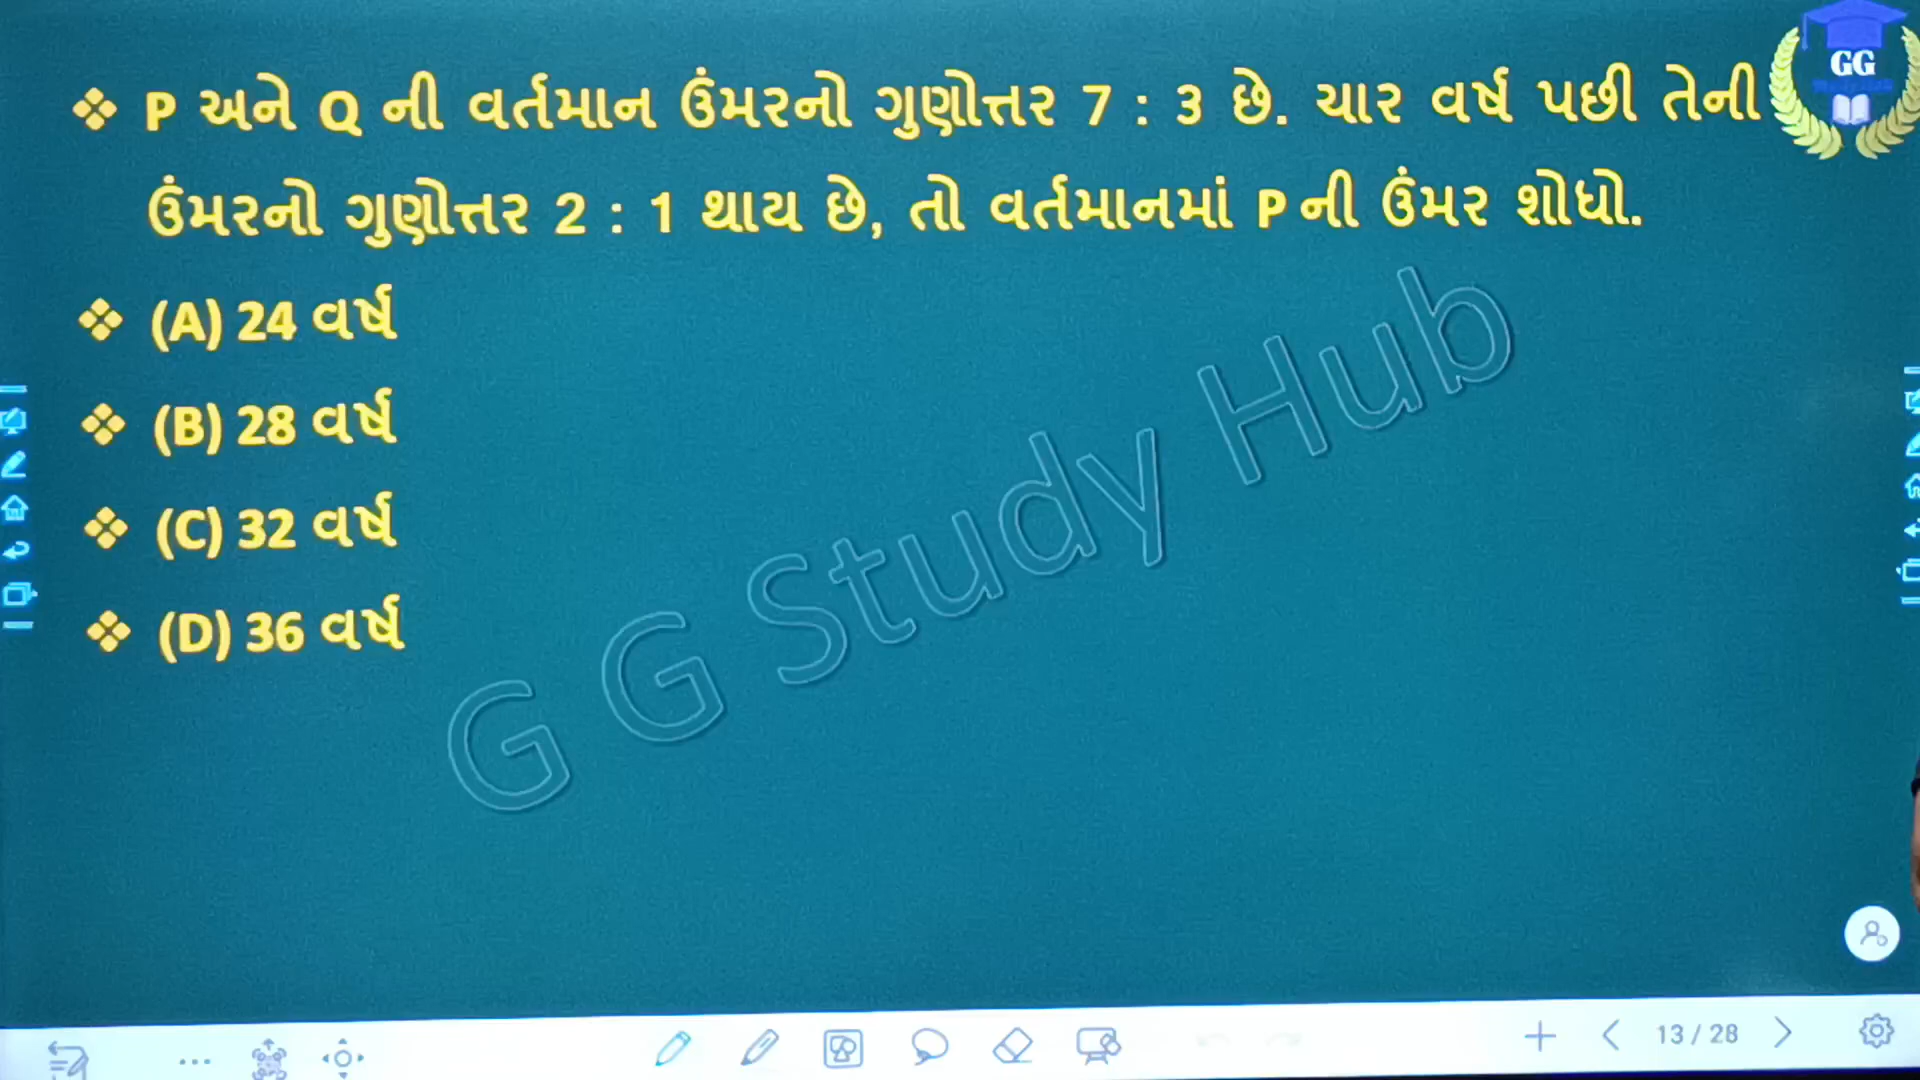 ❖ P અને Q ની વર્તમાન ઉંમરનો ગુણોત્તર 7 : 3 છે. ચાર વર્ષ પછી તેની
ઉંમરનો ગુણોત્તર 2 : 1 થાય છે, તો વર્તમાનમાં P ની ઉંમર શોધો.
❖ (A) 24 વર્ષ
❖ (B) 28 વર્ષ
❖ (C) 32 વર્ષ
❖ (D) 36 વર્ષ
G G Study Hub
GG
13 / 28